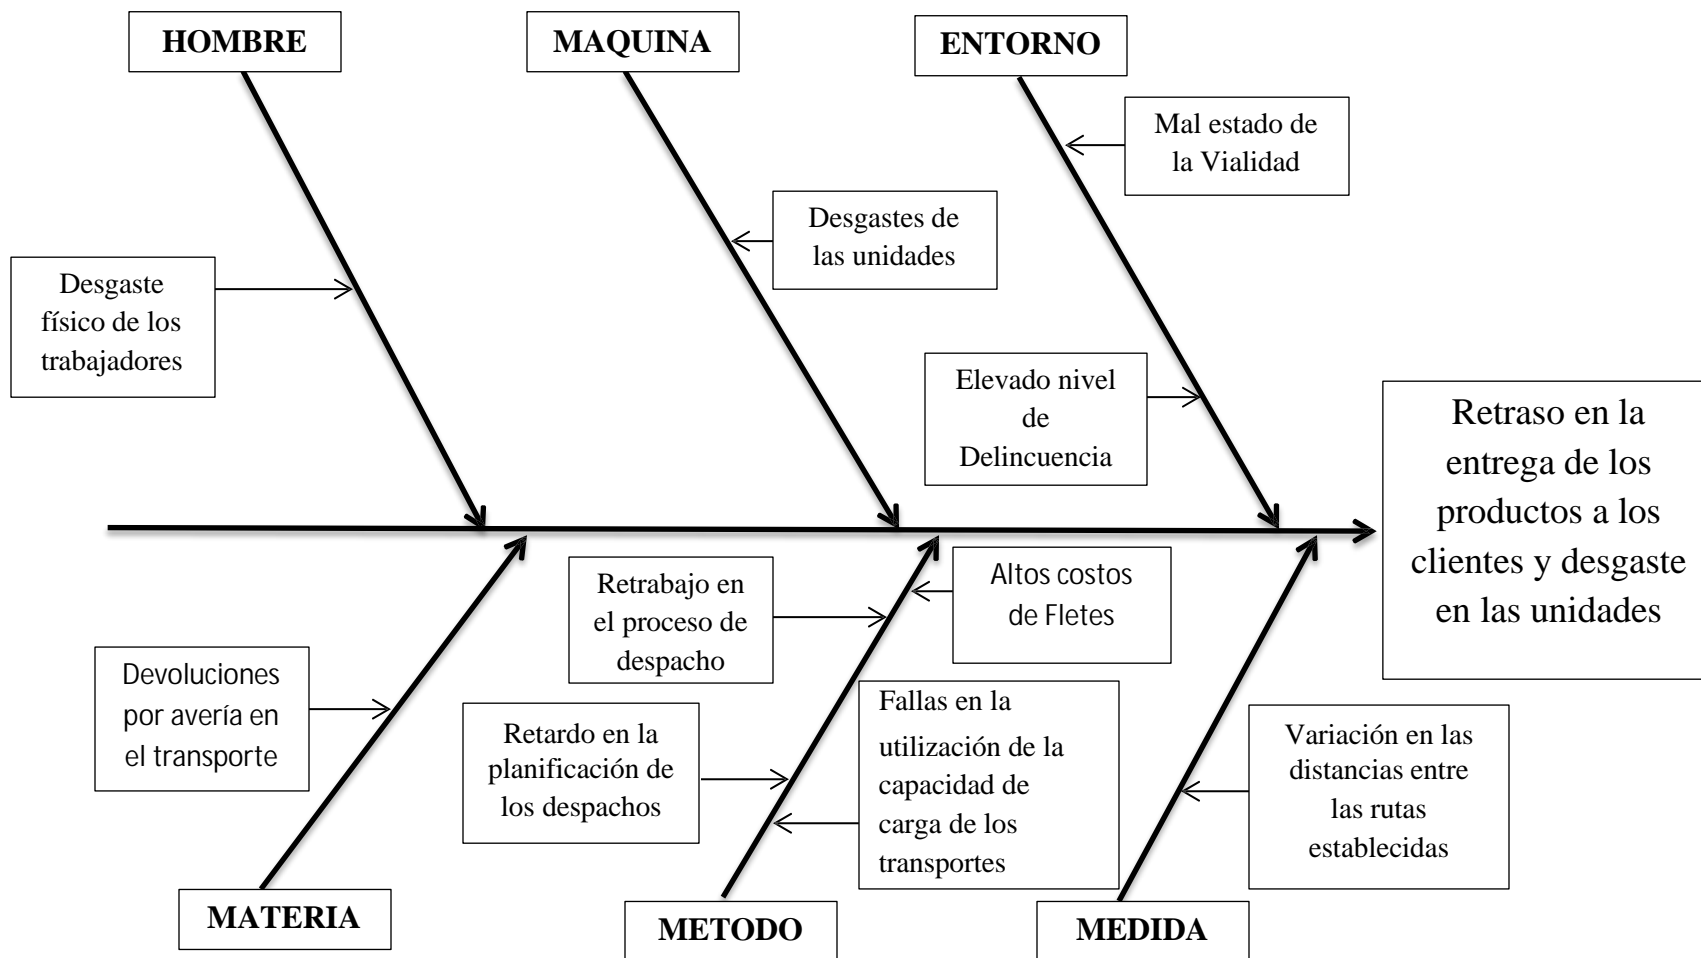 HOMBRE
MAQUINA
ENTORNO
Mal estado de
la Vialidad
Desgastes de
las unidades
Desgaste
físico de los
trabajadores
Elevado nivel
de
Delincuencia
Retraso en la
entrega de los
productos a los
clientes y desgaste
en las unidades
Retrabajo en
el proceso de
despacho
Altos costos
de Fletes
Devoluciones
por avería en
el transporte
Retardo en la
planificación de
los despachos
Fallas en la
utilización de la
capacidad de
carga de los
transportes
Variación en las
distancias entre
las rutas
establecidas
MATERIA
METODO
MEDIDA